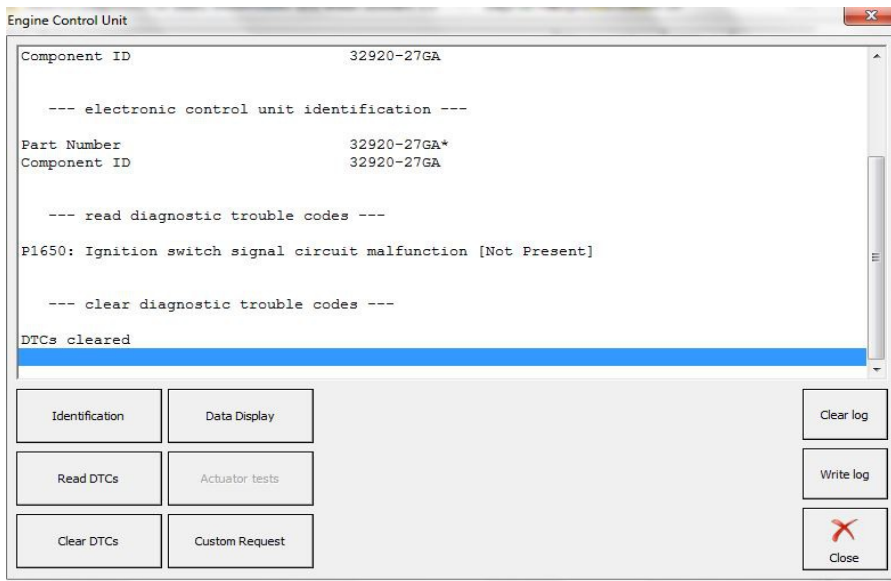 Engine Control Unit
Component ID 32920-27GA
--- electronic control unit identification ---
Part Number 32920-27GA*
Component ID 32920-27GA
--- read diagnostic trouble codes ---
P1650: Ignition switch signal circuit malfunction [Not Present]
--- clear diagnostic trouble codes ---
DTCs cleared
Identification
Data Display
Clear log
Read DTCs
Actuator tests
Write log
Clear DTCs
Custom Request
Close